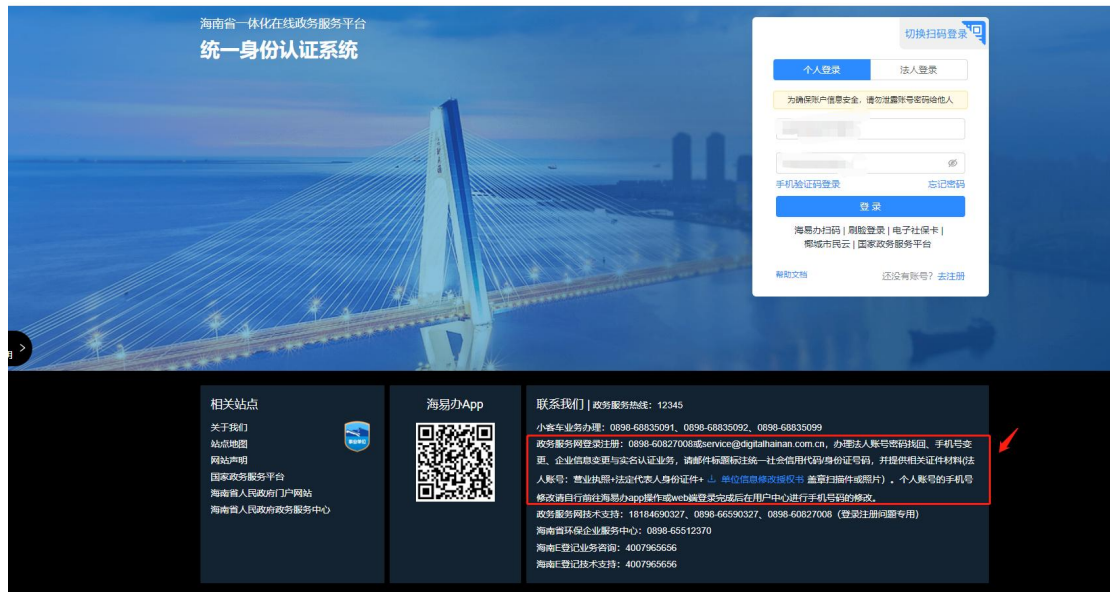 海南省一体化在线政务服务平台
统一身份认证系统
切换扫码登录
个人登录
法人登录
为确保账户信息安全，请勿泄露账号密码给他人
手机验证码登录
忘记密码
登 录
海易办扫码 | 刷脸登录 | 电子社保卡 |
椰城市民云 | 国家政务服务平台
帮助文档
还没有账号？去注册
明
相关站点
关于我们
站点地图
网站声明
国家政务服务平台
海南省人民政府门户网站
海南省人民政府政务服务中心
海易办App
联系我们 | 政务服务热线：12345
小客车业务办理：0898-68835091、0898-68835092、0898-68835099
政务服务网登录注册：0898-60827008或service@digitalhainan.com.cn，办理法人账号密码找回、手机号变
更、企业信息变更与实名认证业务，请邮件标题标注统一社会信用代码/身份证号码，并提供相关证件材料(法
人账号：营业执照+法定代表人身份证件+ 单位信息修改授权书 盖章扫描件或照片）。个人账号的手机号
修改请自行前往海易办app操作或web端登录完成后在用户中心进行手机号码的修改。
政务服务网技术支持：18184690327、0898-66590327、0898-60827008（登录注册问题专用）
海南省环保企业服务中心：0898-65512370
海南E登记业务咨询：4007965656
海南E登记技术支持：4007965656